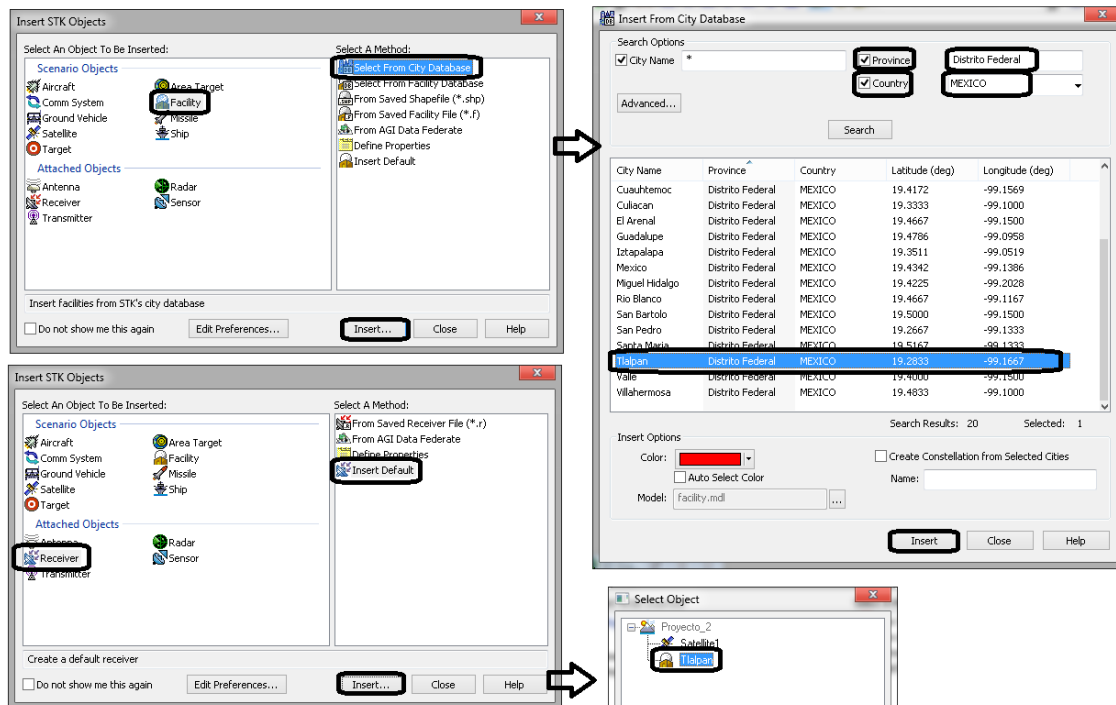 Insert STK Objects
Select An Object To Be Inserted:
Select A Method:
Scenario Objects
Aircraft
Area Target
Comm System
Facility
Ground Vehicle
Missile
Satellite
Ship
Target
Attached Objects
Antenna
Radar
Receiver
Sensor
Transmitter
Select From City Database
Select From Facility Database
From Saved Shapefile (*.shp)
From Saved Facility File (*.f)
From AGI Data Federate
Define Properties
Insert Default
Insert facilities from STK's city database
Do not show me this again
Edit Preferences...
Insert...
Close
Help
Insert From City Database
Search Options
City Name *
Province Distrito Federal
Country MEXICO
Advanced...
Search
City Name Province Country Latitude (deg) Longitude (deg)
Cuauhtemoc Distrito Federal MEXICO 19.4172 -99.1569
Culiacan Distrito Federal MEXICO 19.3333 -99.1000
El Arenal Distrito Federal MEXICO 19.4667 -99.1500
Guadalupe Distrito Federal MEXICO 19.4786 -99.0958
Iztapalapa Distrito Federal MEXICO 19.3511 -99.0519
Mexico Distrito Federal MEXICO 19.4342 -99.1386
Miguel Hidalgo Distrito Federal MEXICO 19.4225 -99.2028
Rio Blanco Distrito Federal MEXICO 19.4667 -99.1167
San Bartolo Distrito Federal MEXICO 19.5000 -99.1500
San Pedro Distrito Federal MEXICO 19.2667 -99.1333
Santa Maria Distrito Federal MEXICO 19.5167 -99.1333
Tlalpan Distrito Federal MEXICO 19.2833 -99.1667
Valle Distrito Federal MEXICO 19.4000 -99.1500
Villahermosa Distrito Federal MEXICO 19.4833 -99.1000
Search Results: 20 Selected: 1
Insert Options
Color:
Auto Select Color
Model: facility.mdl ...
Create Constellation from Selected Cities
Name:
Insert
Close
Help
Insert STK Objects
Select An Object To Be Inserted:
Select A Method:
Scenario Objects
Aircraft
Area Target
Comm System
Facility
Ground Vehicle
Missile
Satellite
Ship
Target
Attached Objects
Antenna
Radar
Receiver
Sensor
Transmitter
From Saved Receiver File (*.r)
From AGI Data Federate
Define Properties
Insert Default
Create a default receiver
Do not show me this again
Edit Preferences...
Insert...
Close
Help
Select Object
Proyecto_2
Satellite1
Tlalpan